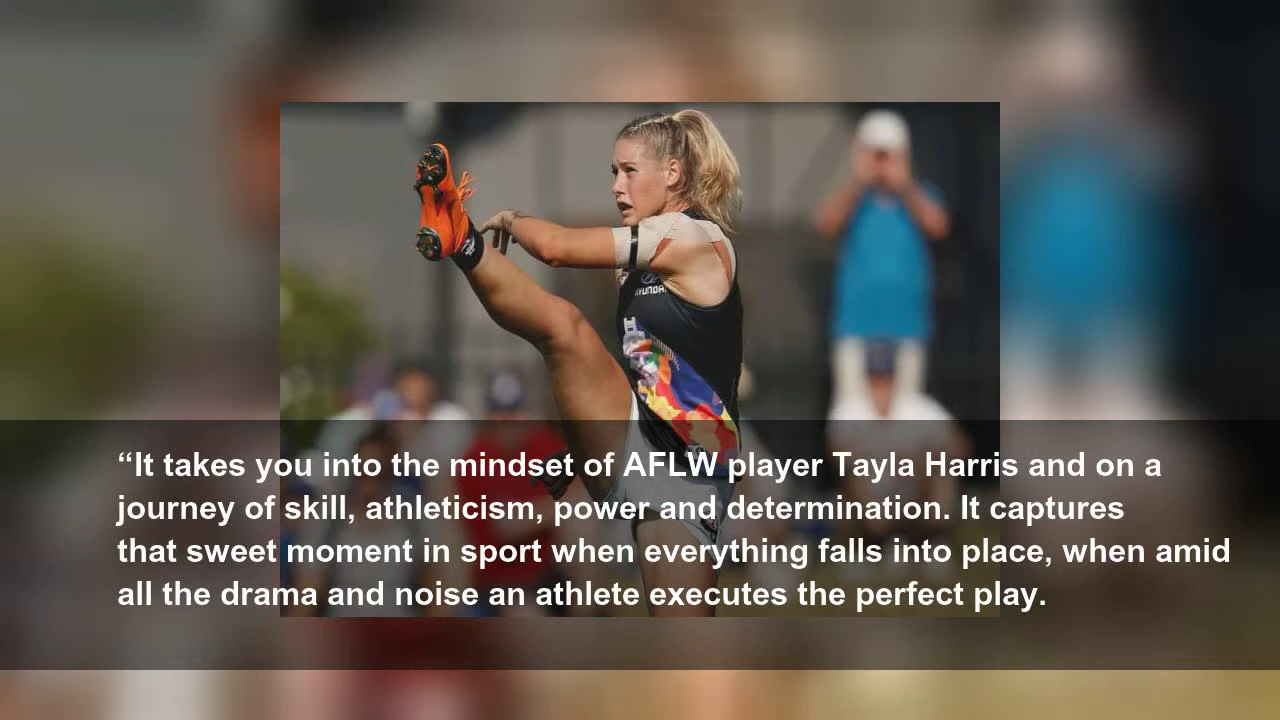 HYUNDAI
“It takes you into the mindset of AFLW player Tayla Harris and on a
journey of skill, athleticism, power and determination. It captures
that sweet moment in sport when everything falls into place, when amid
all the drama and noise an athlete executes the perfect play.